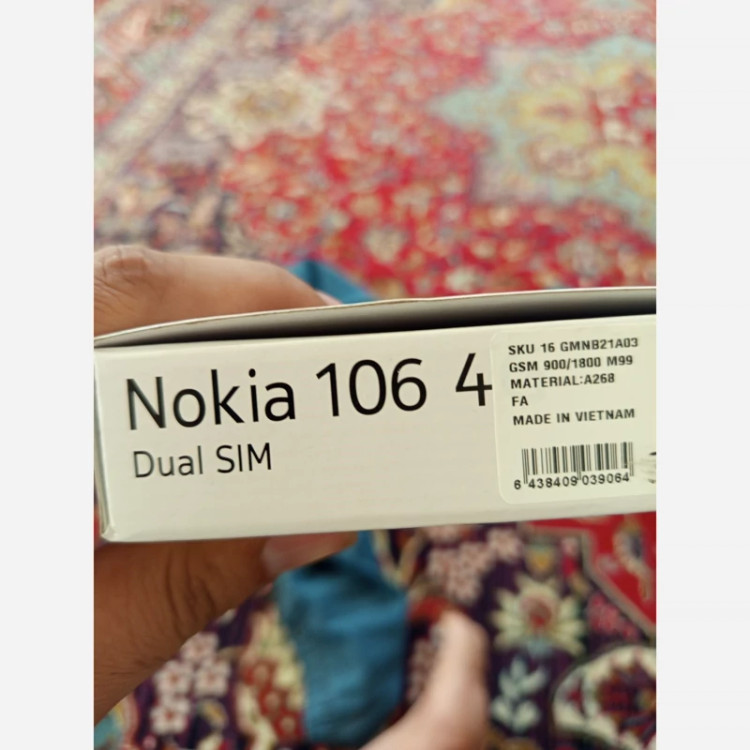 Nokia 106 4
Dual SIM
SKU 16 GMNB21A03
GSM 900/1800 M99
MATERIAL:A268
FA
MADE IN VIETNAM
6 438409 039064